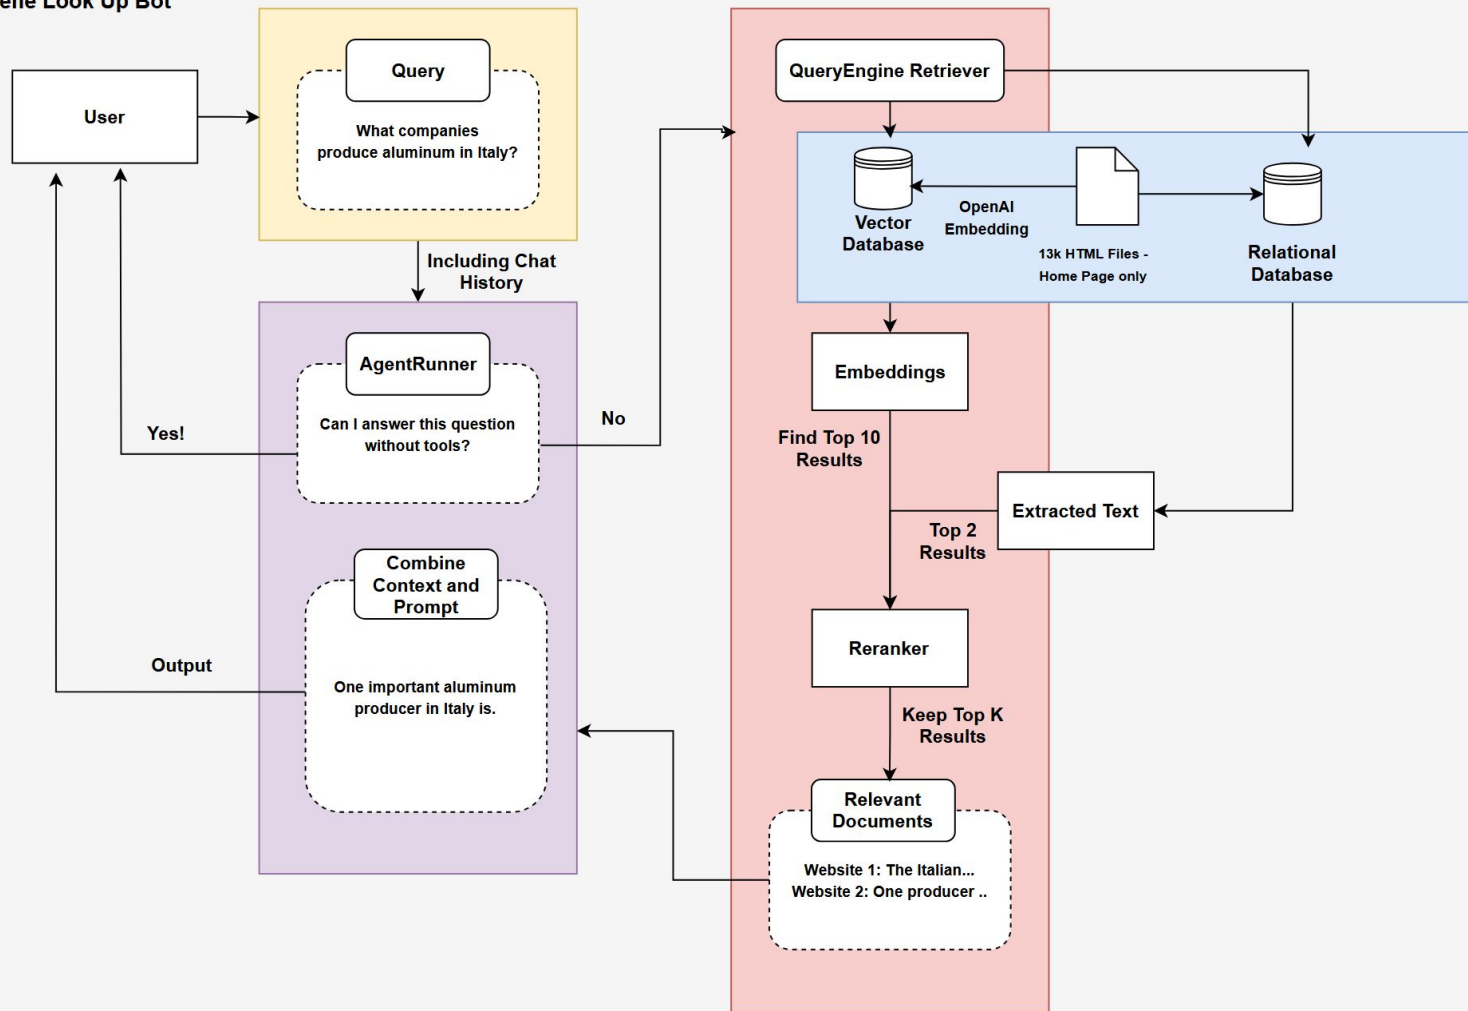 Look Up Bot
User
Query
What companies
produce aluminum in Italy?
Including Chat
History
AgentRunner
Can I answer this question
without tools?
Yes!
No
Combine
Context and
Prompt
One important aluminum
producer in Italy is.
Output
QueryEngine Retriever
Vector
Database
OpenAI
Embedding
13k HTML Files -
Home Page only
Relational
Database
Embeddings
Find Top 10
Results
Extracted Text
Top 2
Results
Reranker
Keep Top K
Results
Relevant
Documents
Website 1: The Italian...
Website 2: One producer ..